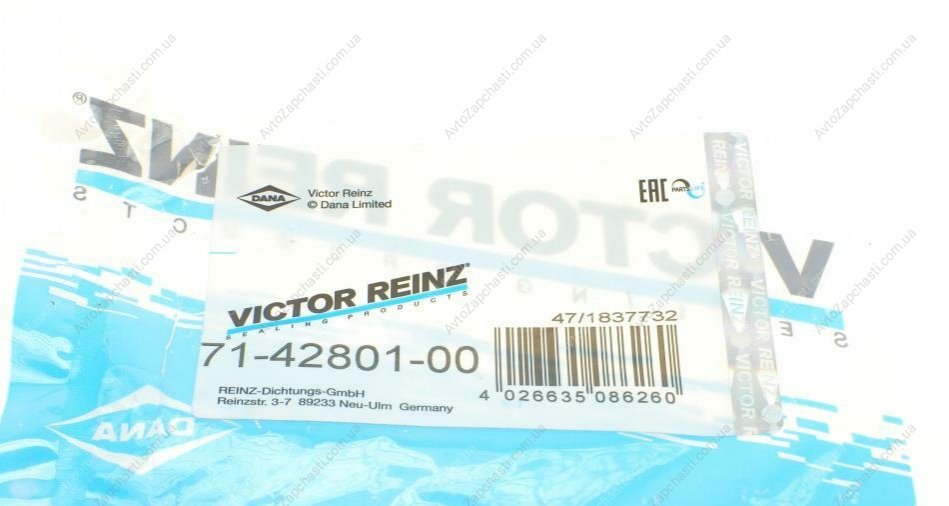 DANA
Victor Reinz
© Dana Limited
EAC
VICTOR REINZ®
SEALING PRODUCTS
47/1837732
71-42801-00
4 026635 086260
REINZ-Dichtungs-GmbH
Reinzstr. 3-7 89233 Neu-Ulm Germany
VICTOR REINZ
DANA
AvtoZapchasti.com.ua